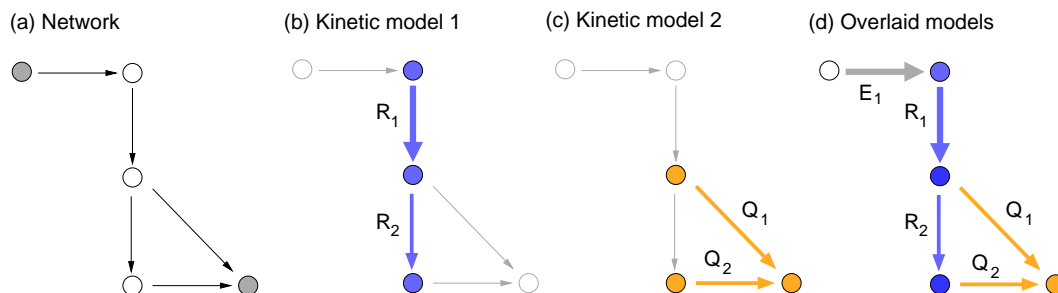 (a) Network
(b) Kinetic model 1
(c) Kinetic model 2
(d) Overlaid models
E1
R1
R1
Q1
Q1
R2
R2
Q2
Q2